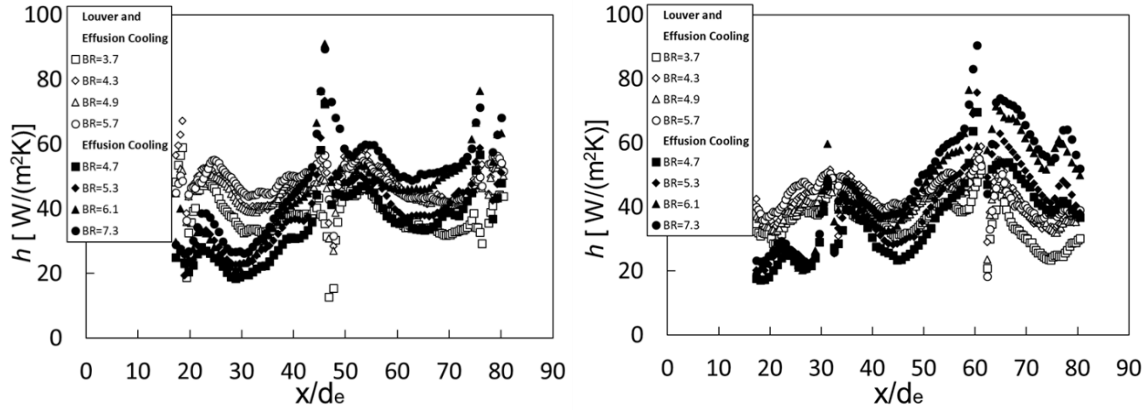 100
80
60
40
20
0
h [ W/(m²K)]
Louver and
Effusion Cooling
BR=3.7
BR=4.3
BR=4.9
BR=5.7
Effusion Cooling
BR=4.7
BR=5.3
BR=6.1
BR=7.3
0 10 20 30 40 50 60 70 80 90
x/de
100
80
60
40
20
0
h [ W/(m²K)]
Louver and
Effusion Cooling
BR=3.7
BR=4.3
BR=4.9
BR=5.7
Effusion Cooling
BR=4.7
BR=5.3
BR=6.1
BR=7.3
0 10 20 30 40 50 60 70 80 90
x/de